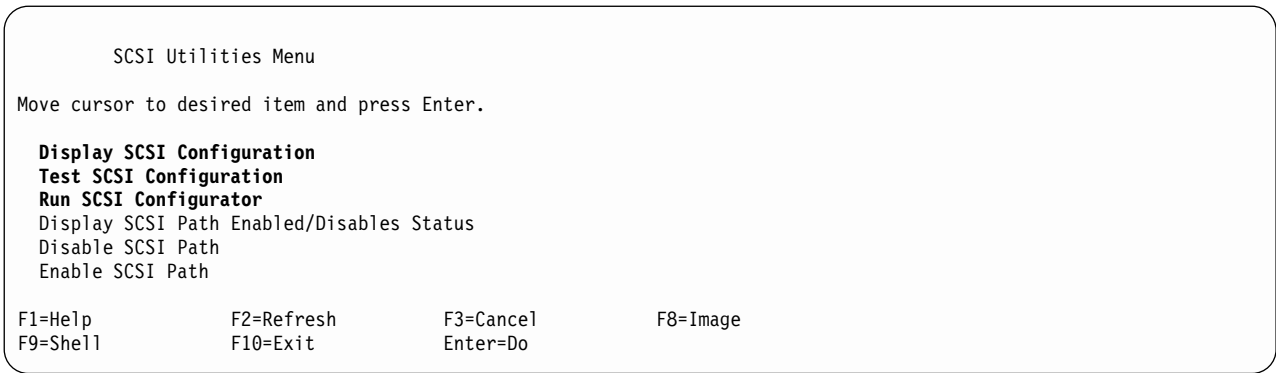 SCSI Utilities Menu
Move cursor to desired item and press Enter.
Display SCSI Configuration
Test SCSI Configuration
Run SCSI Configurator
Display SCSI Path Enabled/Disables Status
Disable SCSI Path
Enable SCSI Path
F1=Help F2=Refresh F3=Cancel F8=Image
F9=Shell F10=Exit Enter=Do